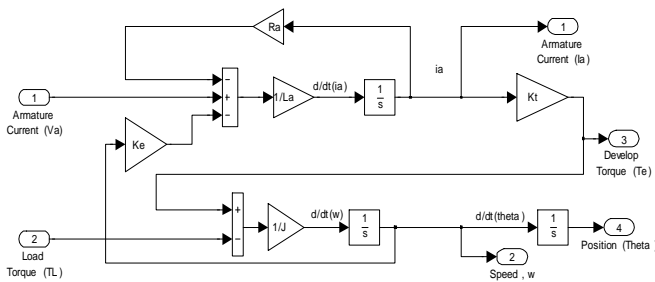 Ra
1
Armature
Current (Ia)
ia
−
+
−
1/La
d/dt(ia)
1
s
Kt
1
Armature
Current (Va)
Ke
3
Develop
Torque (Te)
+
−
1/J
d/dt(w)
1
s
d/dt(theta)
1
s
4
Position (Theta
2
Load
Torque (TL)
2
Speed , w